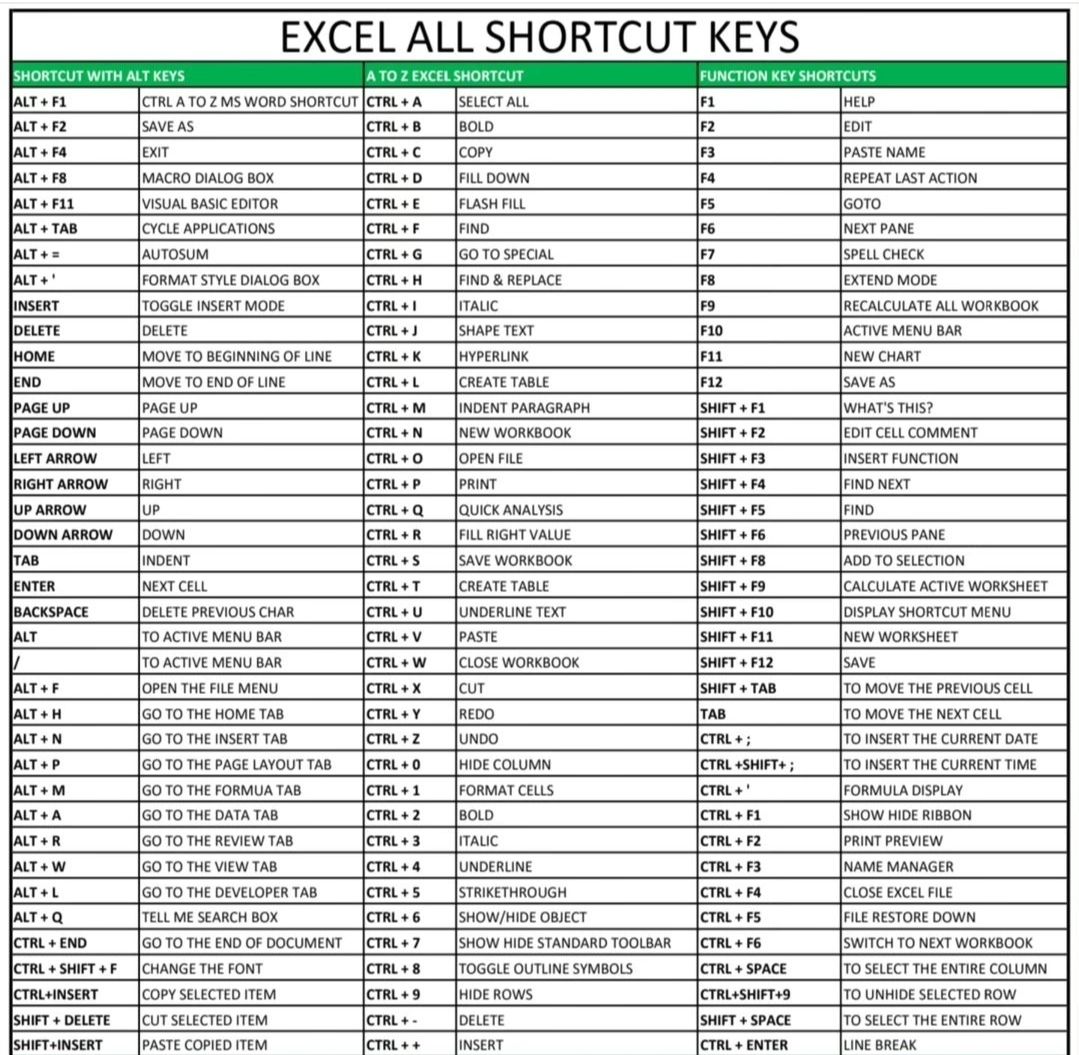 EXCEL ALL SHORTCUT KEYS
SHORTCUT WITH ALT KEYS A TO Z EXCEL SHORTCUT FUNCTION KEY SHORTCUTS
ALT + F1 CTRL A TO Z MS WORD SHORTCUT CTRL + A SELECT ALL F1 HELP
ALT + F2 SAVE AS CTRL + B BOLD F2 EDIT
ALT + F4 EXIT CTRL + C COPY F3 PASTE NAME
ALT + F8 MACRO DIALOG BOX CTRL + D FILL DOWN F4 REPEAT LAST ACTION
ALT + F11 VISUAL BASIC EDITOR CTRL + E FLASH FILL F5 GOTO
ALT + TAB CYCLE APPLICATIONS CTRL + F FIND F6 NEXT PANE
ALT + = AUTOSUM CTRL + G GO TO SPECIAL F7 SPELL CHECK
ALT + ' FORMAT STYLE DIALOG BOX CTRL + H FIND & REPLACE F8 EXTEND MODE
INSERT TOGGLE INSERT MODE CTRL + I ITALIC F9 RECALCULATE ALL WORKBOOK
DELETE DELETE CTRL + J SHAPE TEXT F10 ACTIVE MENU BAR
HOME MOVE TO BEGINNING OF LINE CTRL + K HYPERLINK F11 NEW CHART
END MOVE TO END OF LINE CTRL + L CREATE TABLE F12 SAVE AS
PAGE UP PAGE UP CTRL + M INDENT PARAGRAPH SHIFT + F1 WHAT'S THIS?
PAGE DOWN PAGE DOWN CTRL + N NEW WORKBOOK SHIFT + F2 EDIT CELL COMMENT
LEFT ARROW LEFT CTRL + O OPEN FILE SHIFT + F3 INSERT FUNCTION
RIGHT ARROW RIGHT CTRL + P PRINT SHIFT + F4 FIND NEXT
UP ARROW UP CTRL + Q QUICK ANALYSIS SHIFT + F5 FIND
DOWN ARROW DOWN CTRL + R FILL RIGHT VALUE SHIFT + F6 PREVIOUS PANE
TAB INDENT CTRL + S SAVE WORKBOOK SHIFT + F8 ADD TO SELECTION
ENTER NEXT CELL CTRL + T CREATE TABLE SHIFT + F9 CALCULATE ACTIVE WORKSHEET
BACKSPACE DELETE PREVIOUS CHAR CTRL + U UNDERLINE TEXT SHIFT + F10 DISPLAY SHORTCUT MENU
ALT TO ACTIVE MENU BAR CTRL + V PASTE SHIFT + F11 NEW WORKSHEET
/ TO ACTIVE MENU BAR CTRL + W CLOSE WORKBOOK SHIFT + F12 SAVE
ALT + F OPEN THE FILE MENU CTRL + X CUT SHIFT + TAB TO MOVE THE PREVIOUS CELL
ALT + H GO TO THE HOME TAB CTRL + Y REDO TAB TO MOVE THE NEXT CELL
ALT + N GO TO THE INSERT TAB CTRL + Z UNDO CTRL + ; TO INSERT THE CURRENT DATE
ALT + P GO TO THE PAGE LAYOUT TAB CTRL + 0 HIDE COLUMN CTRL +SHIFT+ ; TO INSERT THE CURRENT TIME
ALT + M GO TO THE FORMUA TAB CTRL + 1 FORMAT CELLS CTRL + ' FORMULA DISPLAY
ALT + A GO TO THE DATA TAB CTRL + 2 BOLD CTRL + F1 SHOW HIDE RIBBON
ALT + R GO TO THE REVIEW TAB CTRL + 3 ITALIC CTRL + F2 PRINT PREVIEW
ALT + W GO TO THE VIEW TAB CTRL + 4 UNDERLINE CTRL + F3 NAME MANAGER
ALT + L GO TO THE DEVELOPER TAB CTRL + 5 STRIKETHROUGH CTRL + F4 CLOSE EXCEL FILE
ALT + Q TELL ME SEARCH BOX CTRL + 6 SHOW/HIDE OBJECT CTRL + F5 FILE RESTORE DOWN
CTRL + END GO TO THE END OF DOCUMENT CTRL + 7 SHOW HIDE STANDARD TOOLBAR CTRL + F6 SWITCH TO NEXT WORKBOOK
CTRL + SHIFT + F CHANGE THE FONT CTRL + 8 TOGGLE OUTLINE SYMBOLS CTRL + SPACE TO SELECT THE ENTIRE COLUMN
CTRL+INSERT COPY SELECTED ITEM CTRL + 9 HIDE ROWS CTRL+SHIFT+9 TO UNHIDE SELECTED ROW
SHIFT + DELETE CUT SELECTED ITEM CTRL + - DELETE SHIFT + SPACE TO SELECT THE ENTIRE ROW
SHIFT+INSERT PASTE COPIED ITEM CTRL + + INSERT CTRL + ENTER LINE BREAK